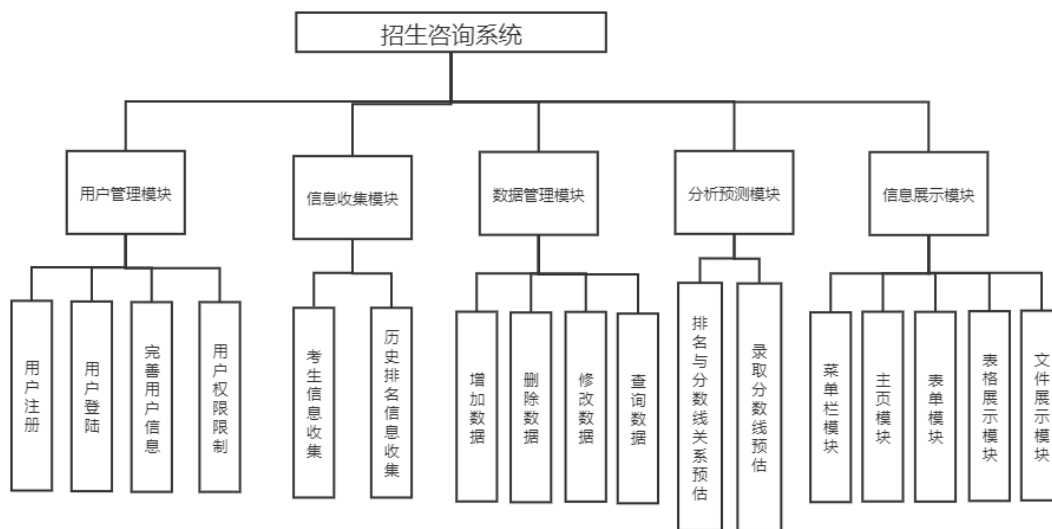 招生咨询系统
用户管理模块
信息收集模块
数据管理模块
分析预测模块
信息展示模块
用户注册
用户登陆
完善用户信息
用户权限限制
考生信息收集
历史排名信息收集
增加数据
删除数据
修改数据
查询数据
排名与分数线关系预估
录取分数线预估
菜单栏模块
主页模块
表单模块
表格展示模块
文件展示模块